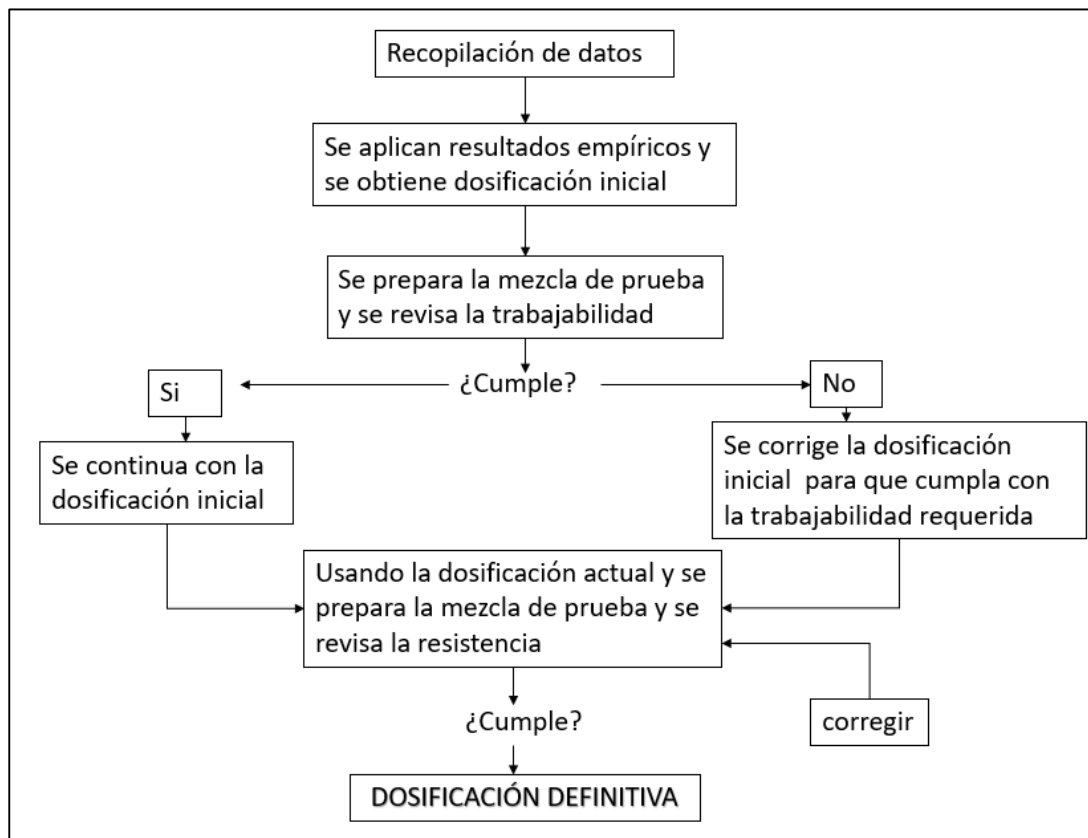 Recopilación de datos
Se aplican resultados empíricos y
se obtiene dosificación inicial
Se prepara la mezcla de prueba
y se revisa la trabajabilidad
¿Cumple?
Si
No
Se continua con la
dosificación inicial
Se corrige la dosificación
inicial para que cumpla con
la trabajabilidad requerida
Usando la dosificación actual y se
prepara la mezcla de prueba y se
revisa la resistencia
¿Cumple?
corregir
DOSIFICACIÓN DEFINITIVA